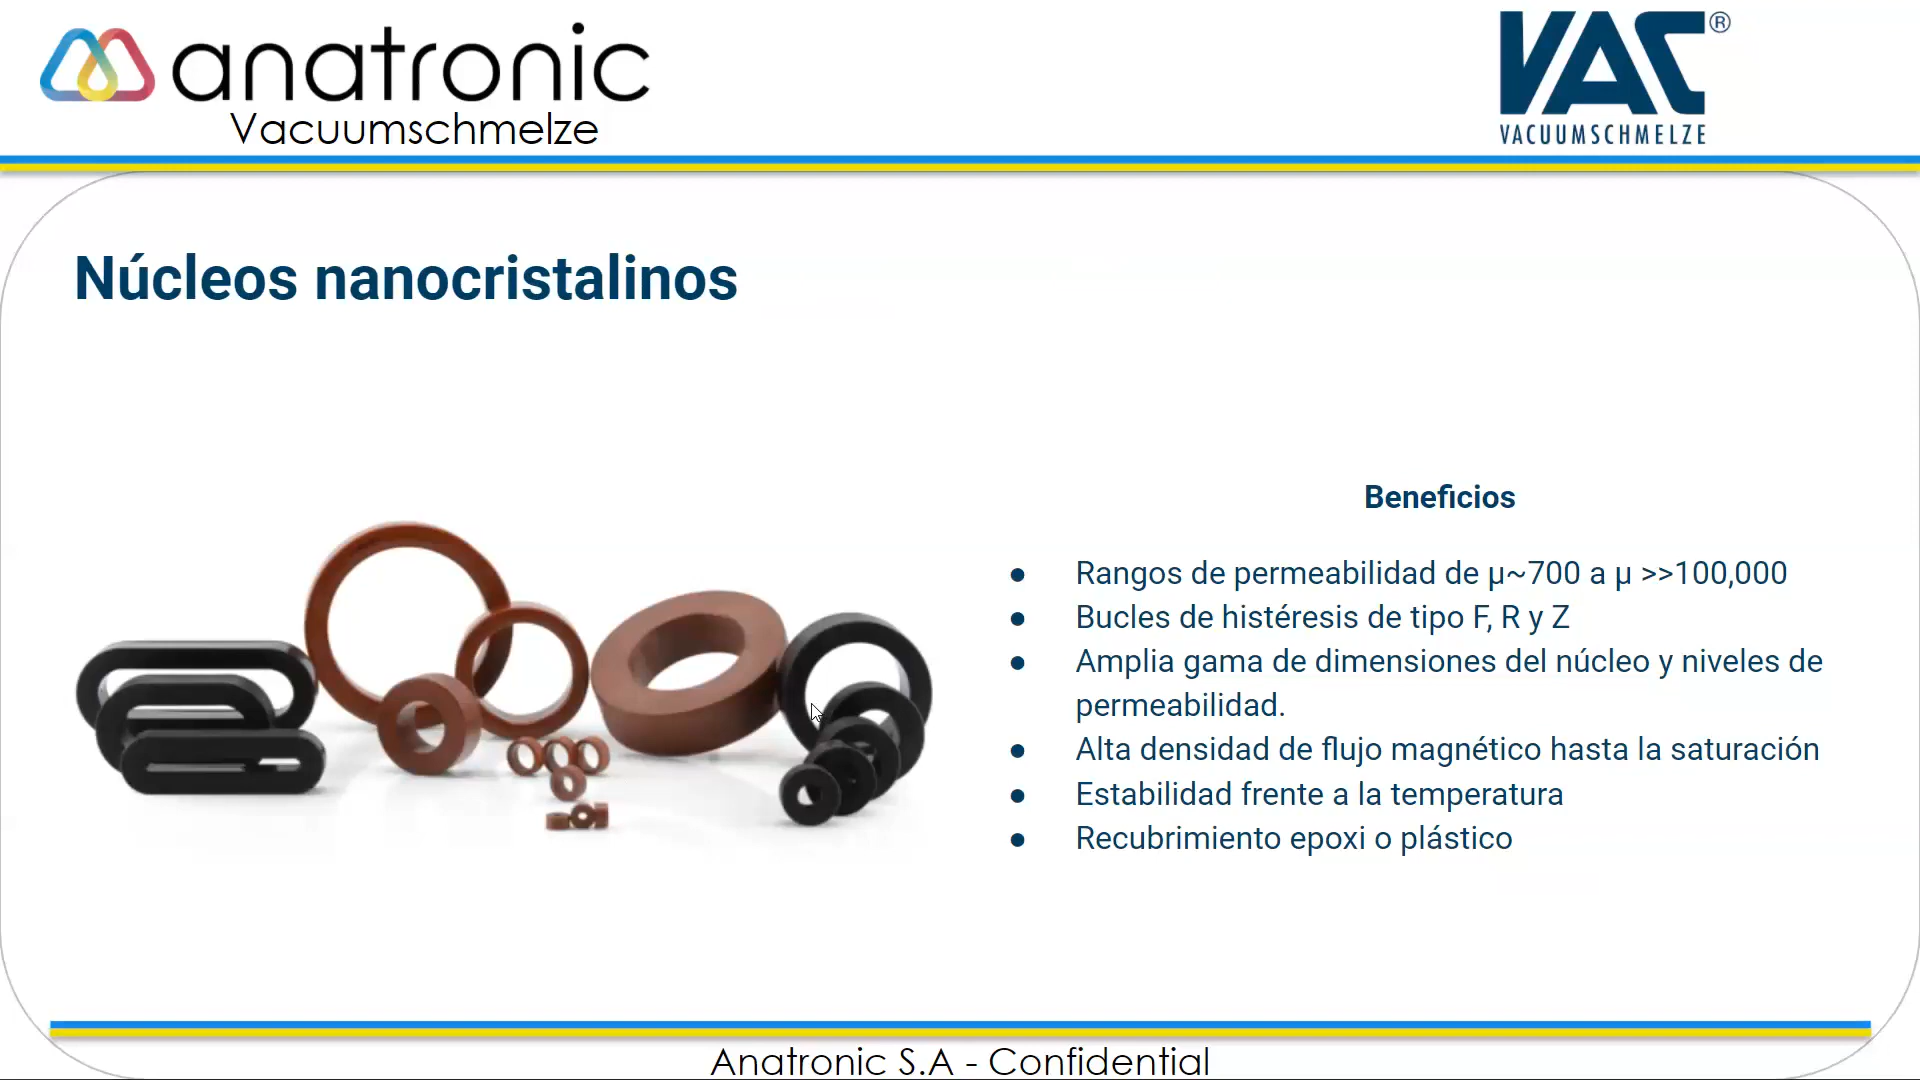 anatronic
Vacuumschmelze
VAC®
VACUUMSCHMELZE
Núcleos nanocristalinos
Beneficios
● Rangos de permeabilidad de µ~700 a µ >>100,000
● Bucles de histéresis de tipo F, R y Z
● Amplia gama de dimensiones del núcleo y niveles de
permeabilidad.
● Alta densidad de flujo magnético hasta la saturación
● Estabilidad frente a la temperatura
● Recubrimiento epoxi o plástico
Anatronic S.A - Confidential